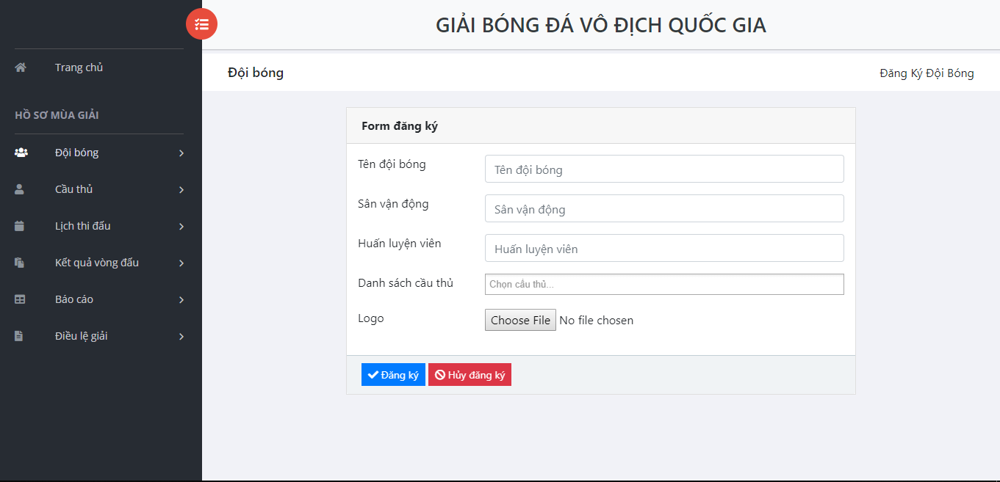 GIẢI BÓNG ĐÁ VÔ ĐỊCH QUỐC GIA
Trang chủ
HỒ SƠ MÙA GIẢI
Đội bóng
Cầu thủ
Lịch thi đấu
Kết quả vòng đấu
Báo cáo
Điều lệ giải
Đội bóng
Đăng Ký Đội Bóng
Form đăng ký
Tên đội bóng
Tên đội bóng
Sân vận động
Sân vận động
Huấn luyện viên
Huấn luyện viên
Danh sách cầu thủ
Chọn cầu thủ...
Logo
Choose File No file chosen
Đăng ký
Hủy đăng ký